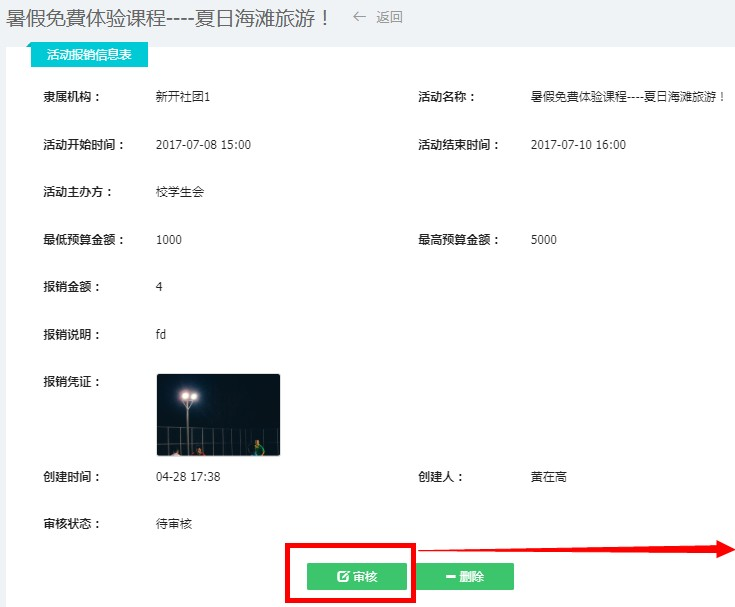 暑假免費体验课程----夏日海滩旅游！ 返回
活动报销信息表
隶属机构： 新开社团1 活动名称： 暑假免費体验课程----夏日海滩旅游！
活动开始时间： 2017-07-08 15:00 活动结束时间： 2017-07-10 16:00
活动主办方： 校学生会
最低预算金额： 1000 最高预算金额： 5000
报销金额： 4
报销说明： fd
报销凭证：
创建时间： 04-28 17:38 创建人： 黄在高
审核状态： 待审核
审核 删除